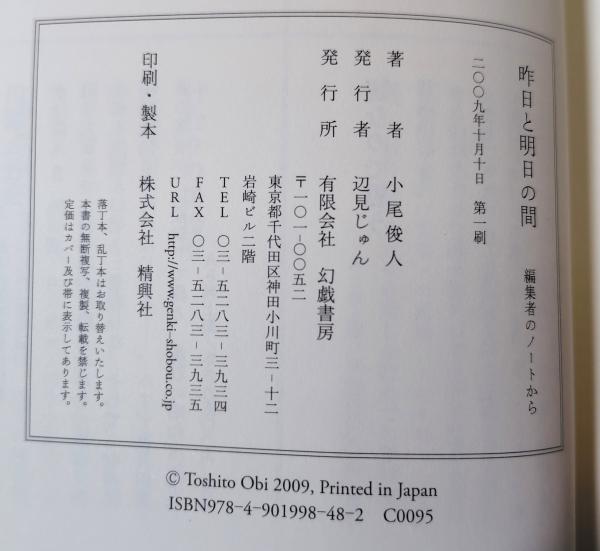 昨日と明日の間　編集者のノートから
二〇〇九年十月十日　第一刷
著者　小尾俊人
発行者　辺見じゅん
発行所　有限会社　幻戯書房
〒一〇一-〇〇五二
東京都千代田区神田小川町三-十二
岩崎ビル二階
TEL　〇三-五二八三-三九三四
FAX　〇三-五二八三-三九三五
URL　http://www.genki-shobou.co.jp
印刷・製本　株式会社　精興社
落丁本、乱丁本はお取り替えいたします。
本書の無断複写、複製、転載を禁じます。
定価はカバー及び帯に表示してあります。
© Toshito Obi 2009, Printed in Japan
ISBN978-4-901998-48-2　C0095